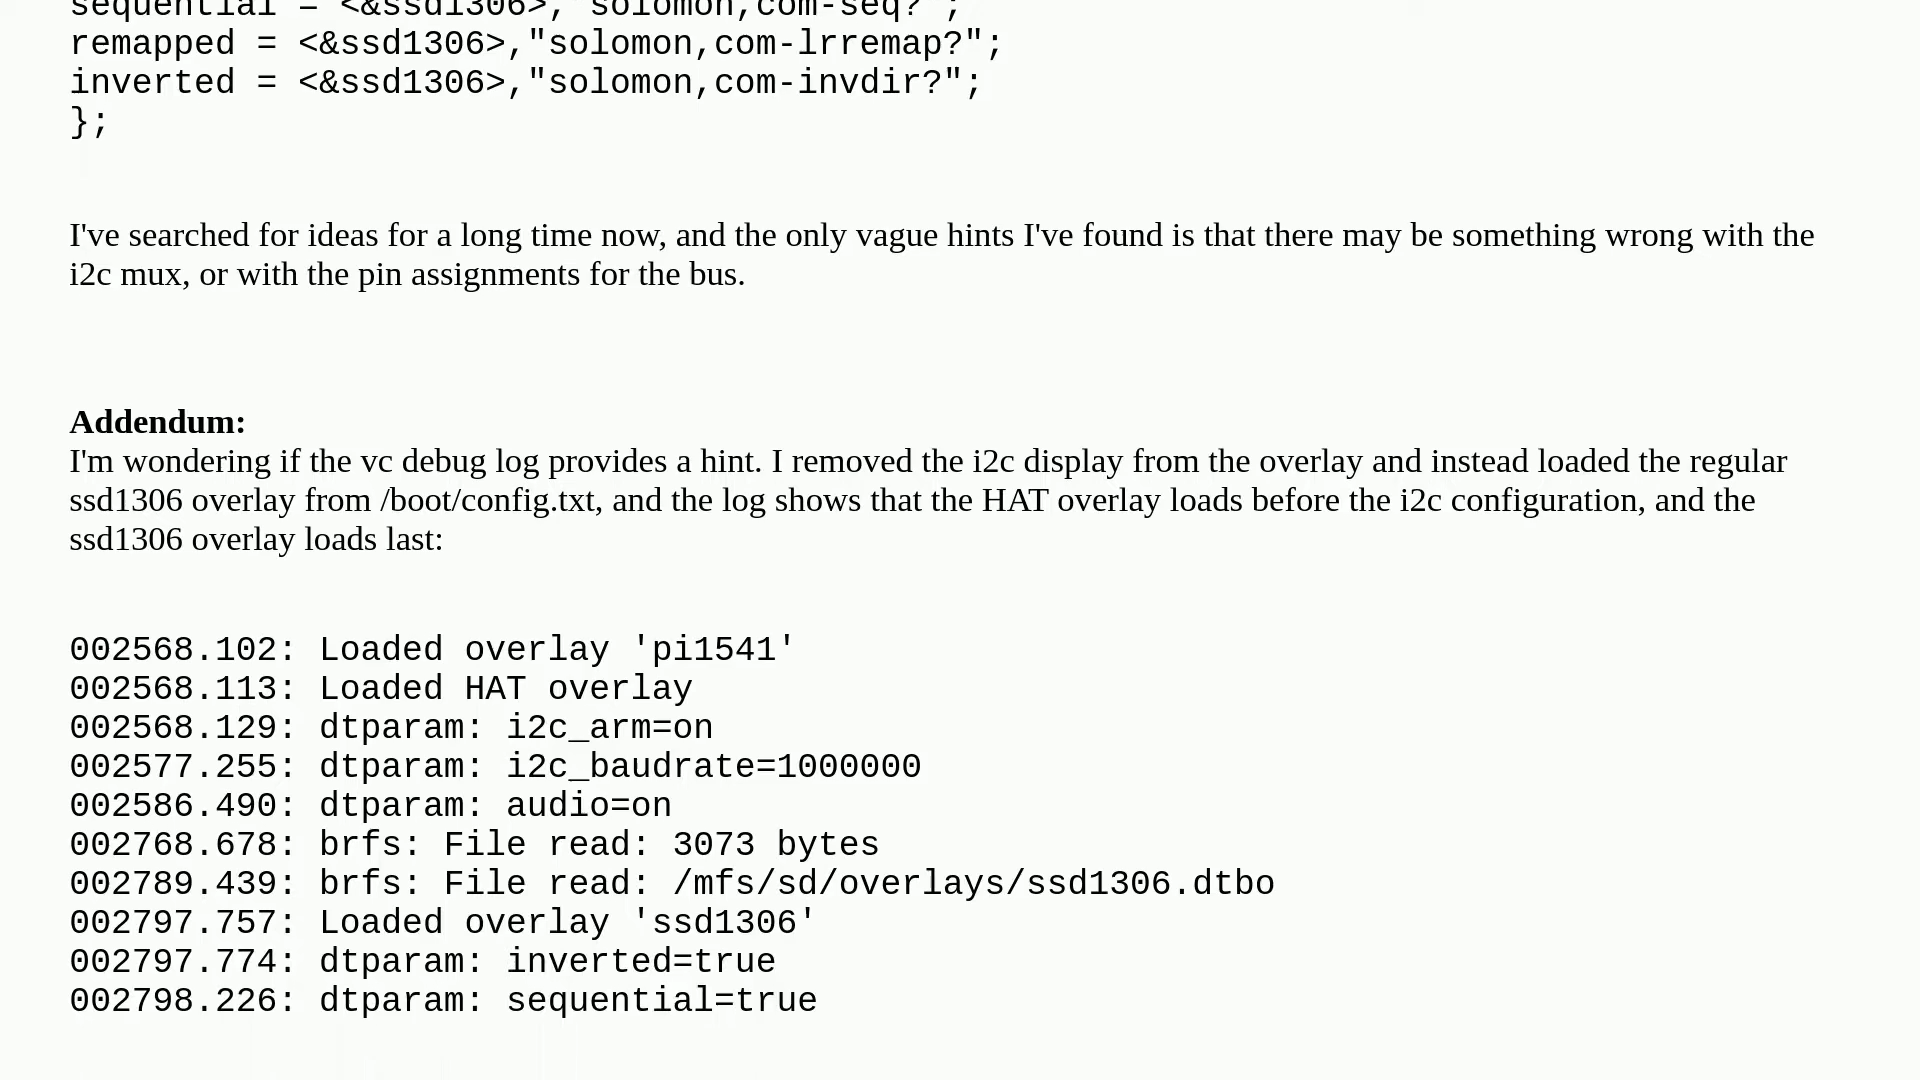 sequential = <&ssd1306>,"solomon,com-seq?";
remapped = <&ssd1306>,"solomon,com-lrremap?";
inverted = <&ssd1306>,"solomon,com-invdir?";
};
I've searched for ideas for a long time now, and the only vague hints I've found is that there may be something wrong with the
i2c mux, or with the pin assignments for the bus.
Addendum:
I'm wondering if the vc debug log provides a hint. I removed the i2c display from the overlay and instead loaded the regular
ssd1306 overlay from /boot/config.txt, and the log shows that the HAT overlay loads before the i2c configuration, and the
ssd1306 overlay loads last:
002568.102: Loaded overlay 'pi1541'
002568.113: Loaded HAT overlay
002568.129: dtparam: i2c_arm=on
002577.255: dtparam: i2c_baudrate=1000000
002586.490: dtparam: audio=on
002768.678: brfs: File read: 3073 bytes
002789.439: brfs: File read: /mfs/sd/overlays/ssd1306.dtbo
002797.757: Loaded overlay 'ssd1306'
002797.774: dtparam: inverted=true
002798.226: dtparam: sequential=true